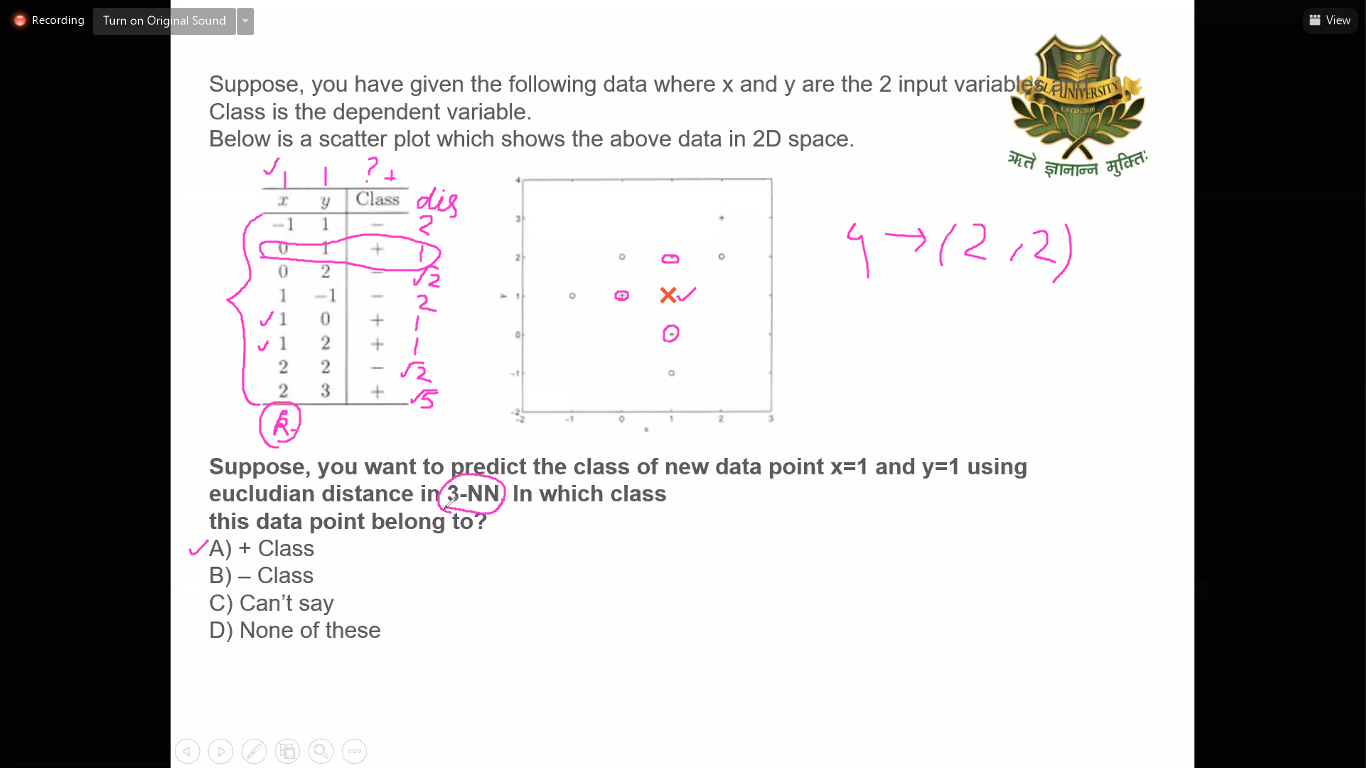 Recording
Turn on Original Sound
View
Suppose, you have given the following data where x and y are the 2 input variables and
Class is the dependent variable.
Below is a scatter plot which shows the above data in 2D space.
UNIVERSITY
ESTD.2010
ऋते ज्ञानान्न मुक्तिः
1 1 ? +
x y Class dis
−1 1 − 2
0 1 + 1
0 2 − √2
1 −1 − 2
1 0 + 1
1 2 + 1
2 2 − √2
2 3 + √5
4
3
2
1
0
-1
-2
-2 -1 0 1 2 3
y
x
4 → (2, 2)
Suppose, you want to predict the class of new data point x=1 and y=1 using
eucludian distance in 3-NN. In which class
this data point belong to?
A) + Class
B) – Class
C) Can’t say
D) None of these